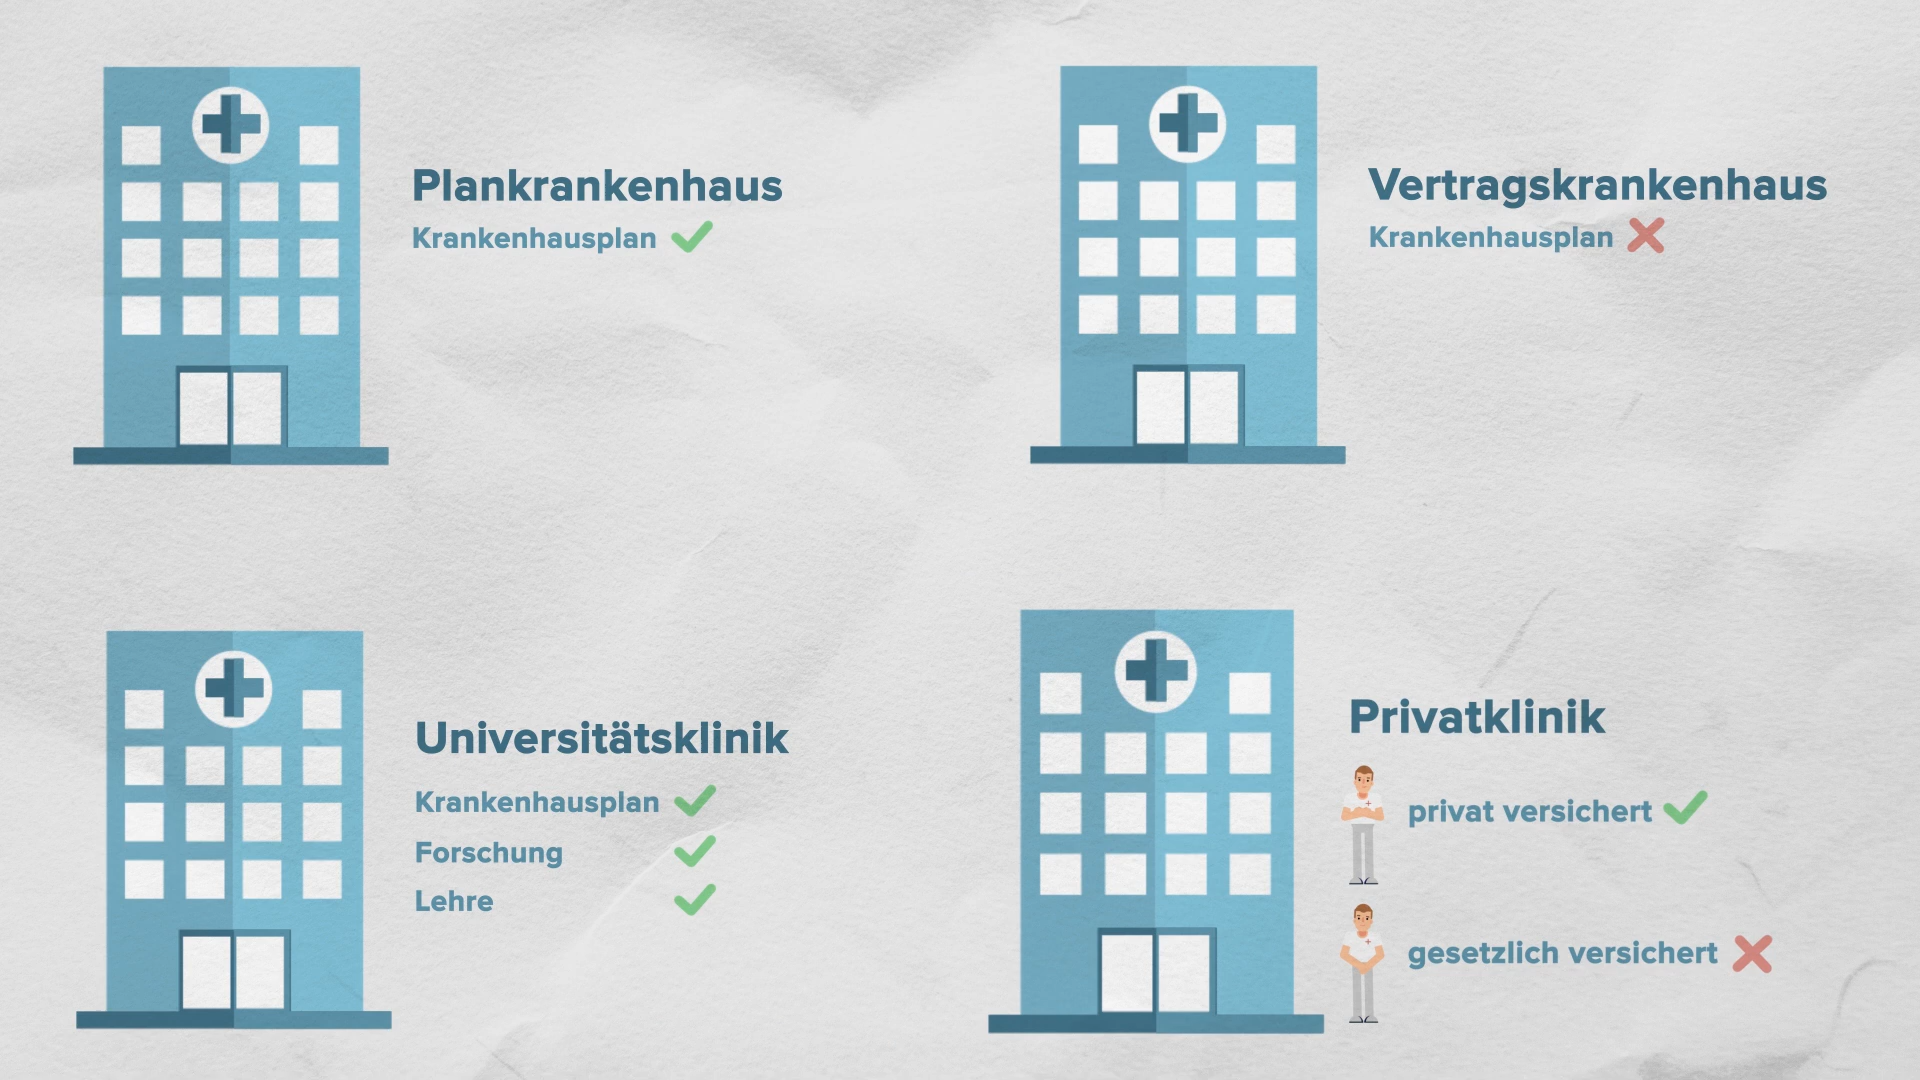 Plankrankenhaus
Krankenhausplan
Vertragskrankenhaus
Krankenhausplan
Universitätsklinik
Krankenhausplan
Forschung
Lehre
Privatklinik
privat versichert
gesetzlich versichert